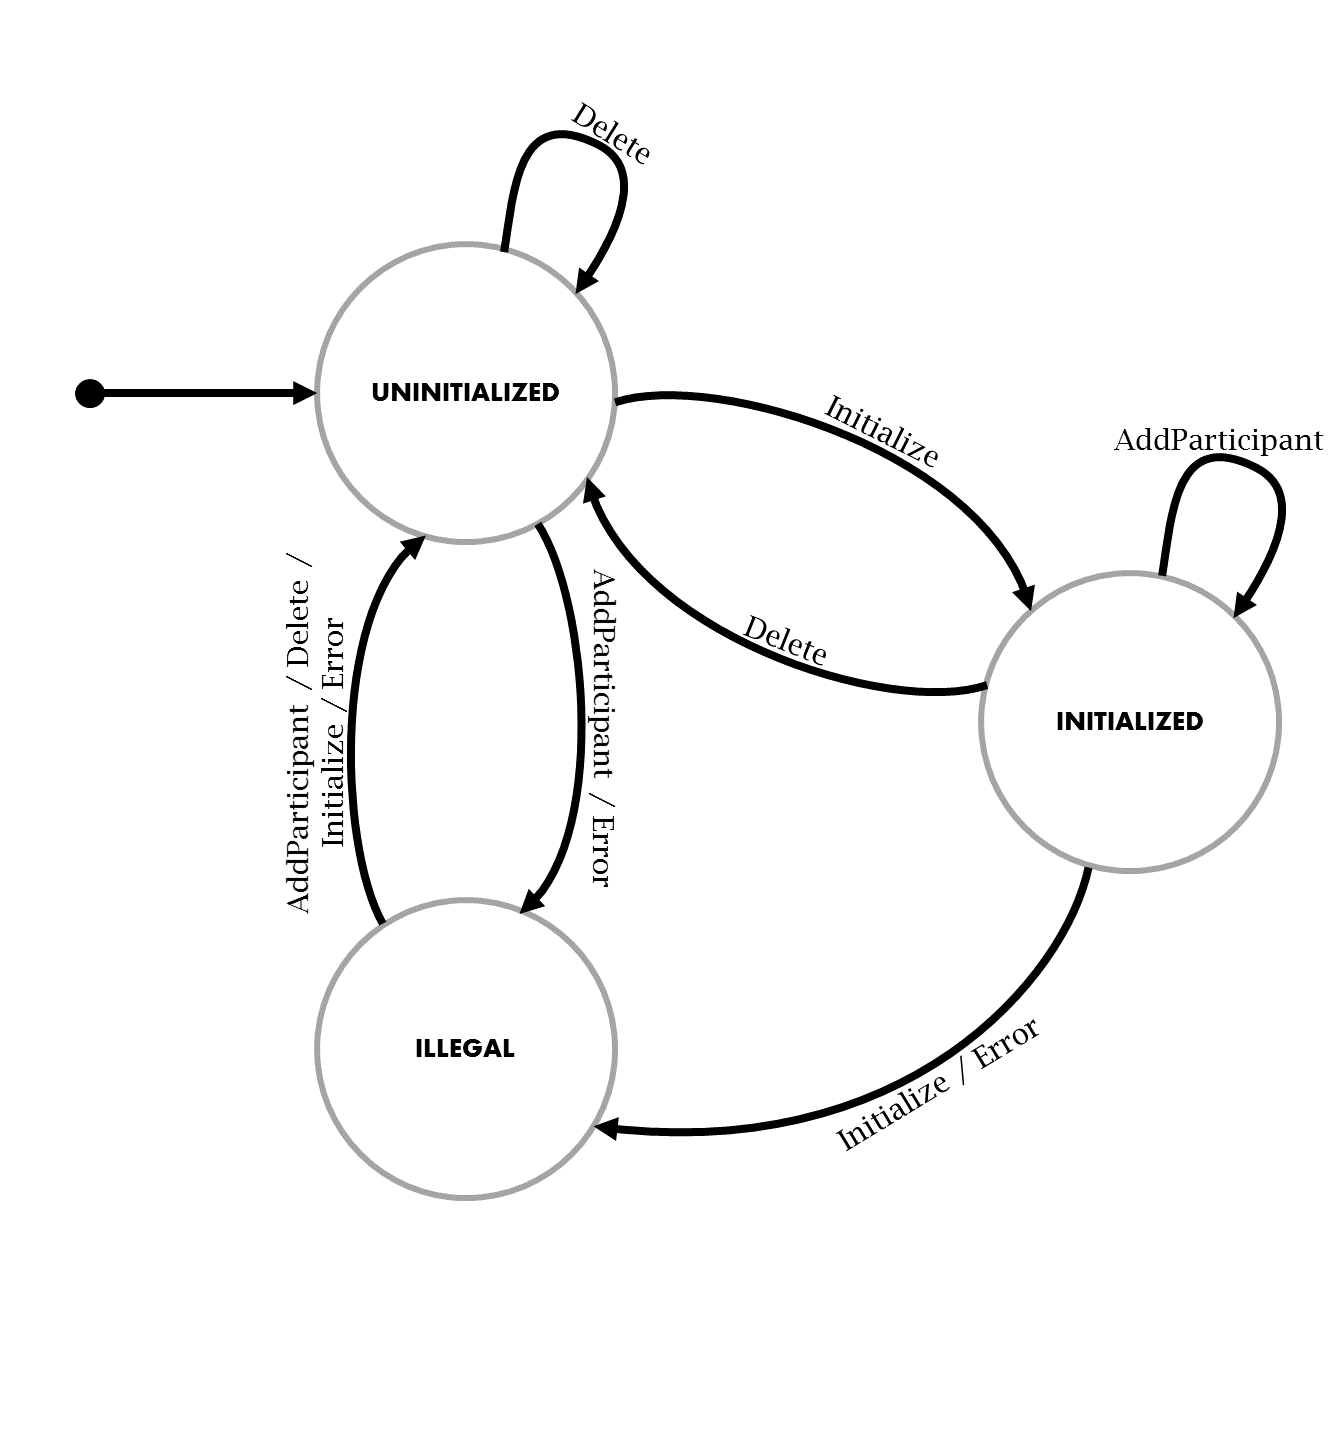 Delete
UNINITIALIZED
Initialize
AddParticipant
Delete
AddParticipant / Delete /
Initialize / Error
AddParticipant / Error
INITIALIZED
ILLEGAL
Initialize / Error